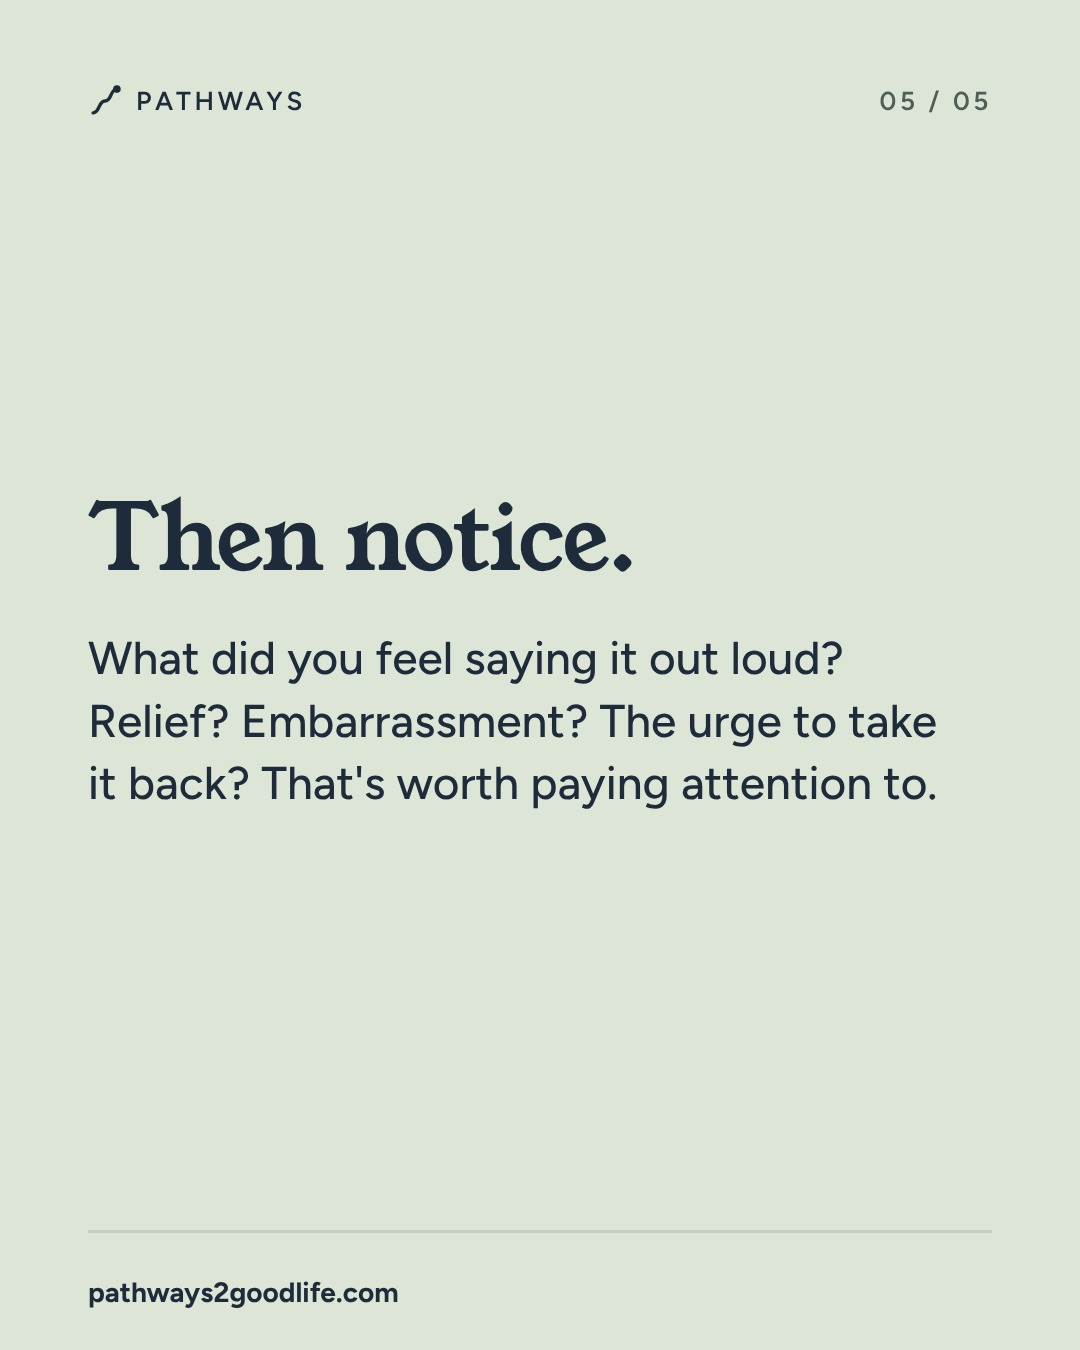 PATHWAYS
05 / 05
Then notice.
What did you feel saying it out loud?
Relief? Embarrassment? The urge to take
it back? That's worth paying attention to.
pathways2goodlife.com